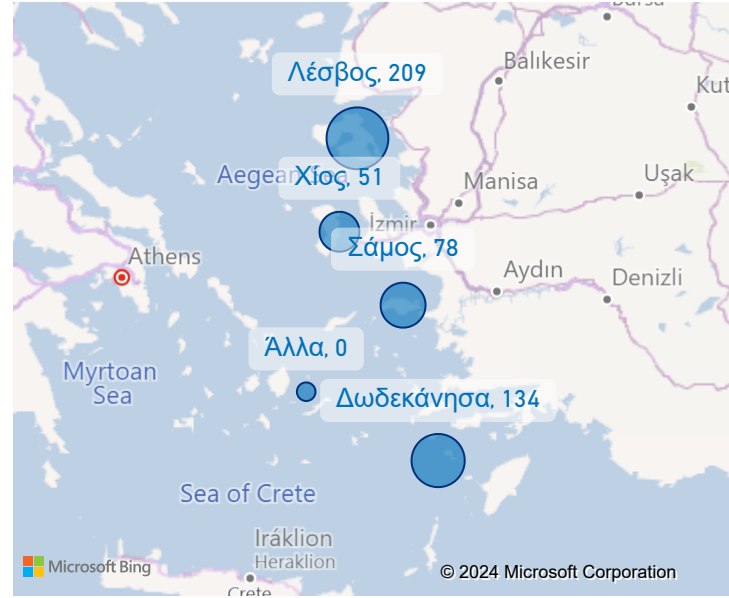 Bursa
Λέσβος, 209
Balıkesir
Kut
Aegean Sea
Χίος, 51
Manisa
Uşak
İzmir
Σάμος, 78
Athens
Aydın
Denizli
Άλλα, 0
Myrtoan
Sea
Δωδεκάνησα, 134
Sea of Crete
Iráklion
Heraklion
Microsoft Bing
© 2024 Microsoft Corporation
Crete